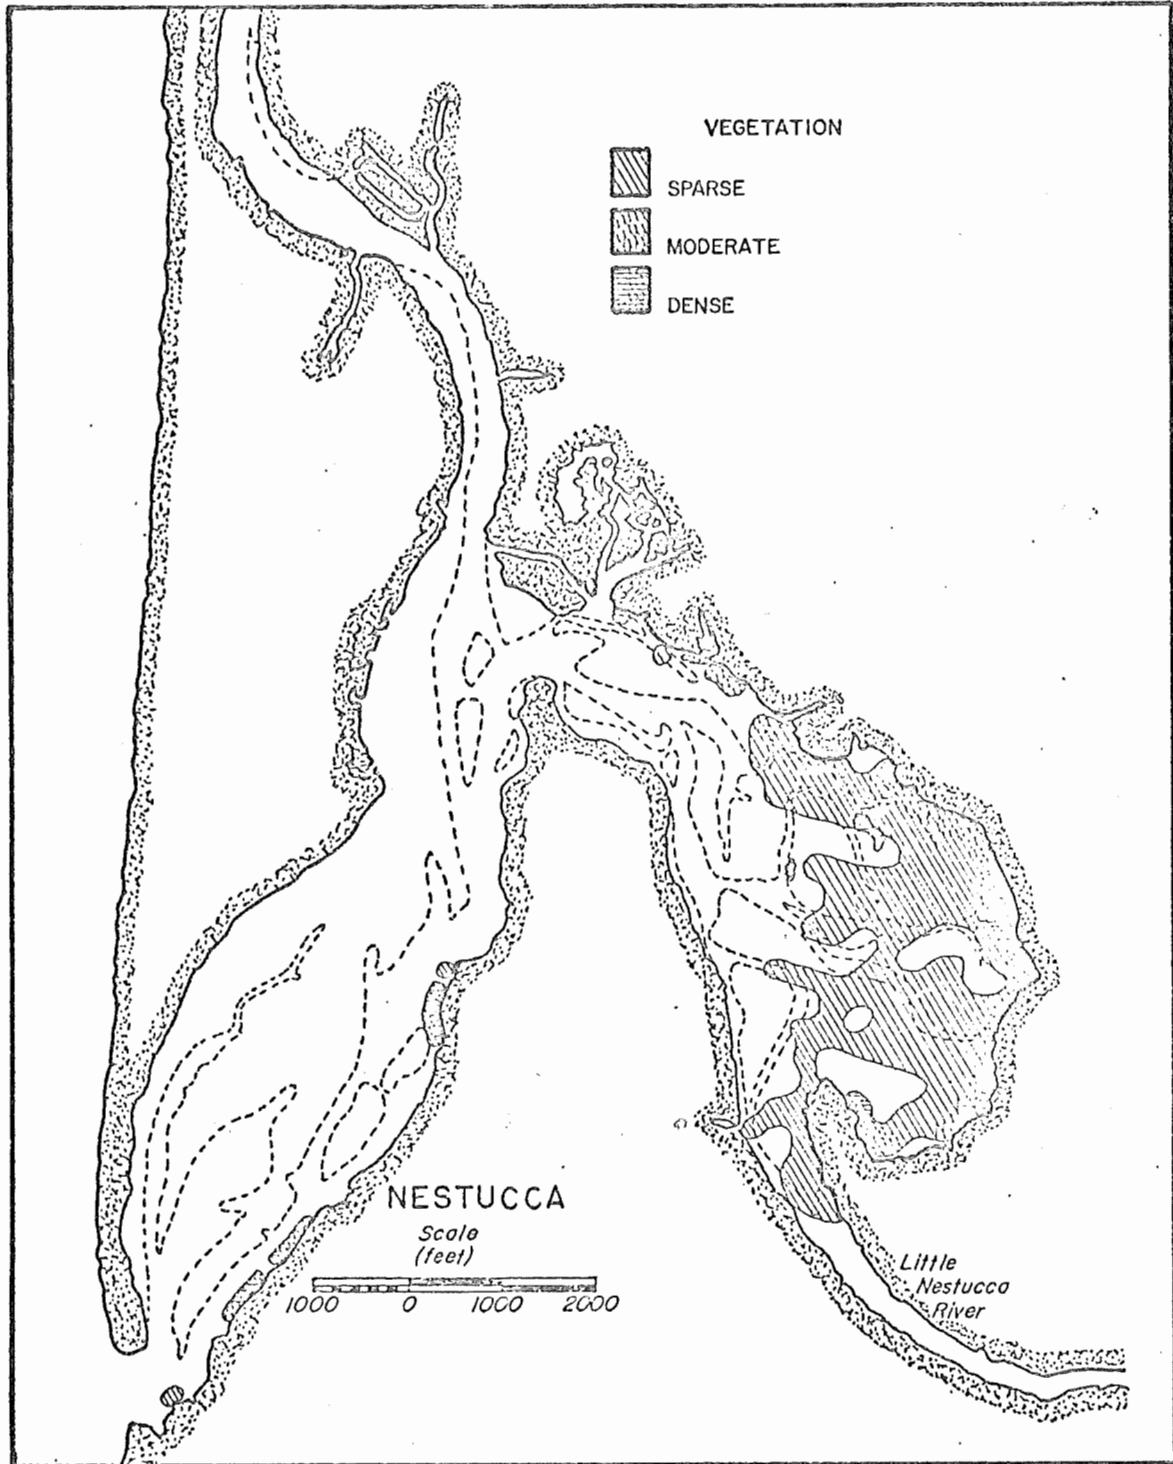 VEGETATION
SPARSE
MODERATE
DENSE
NESTUCCA
Scale
(feet)
1000 0 1000 2000
Little
Nestucca
River